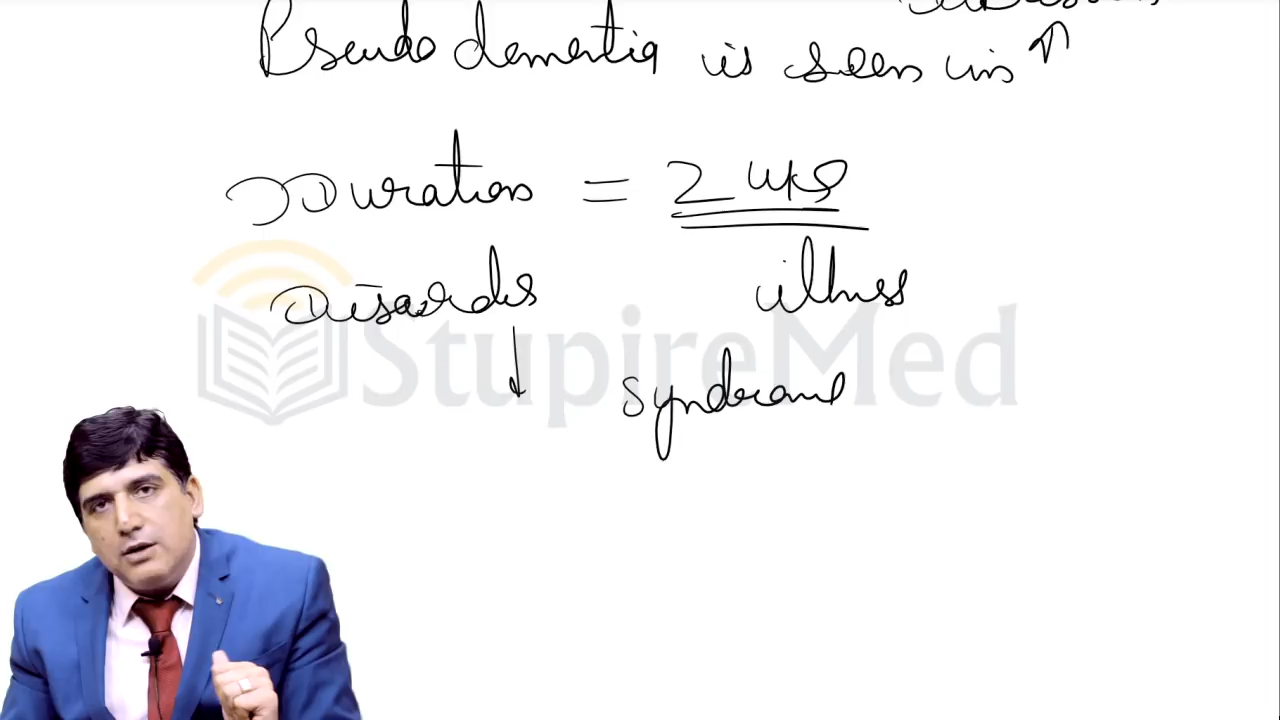 Pseudo dementia is seen in ↑
Duration = 2 wks
Disorder illness
↓ syndrome
StupireMed